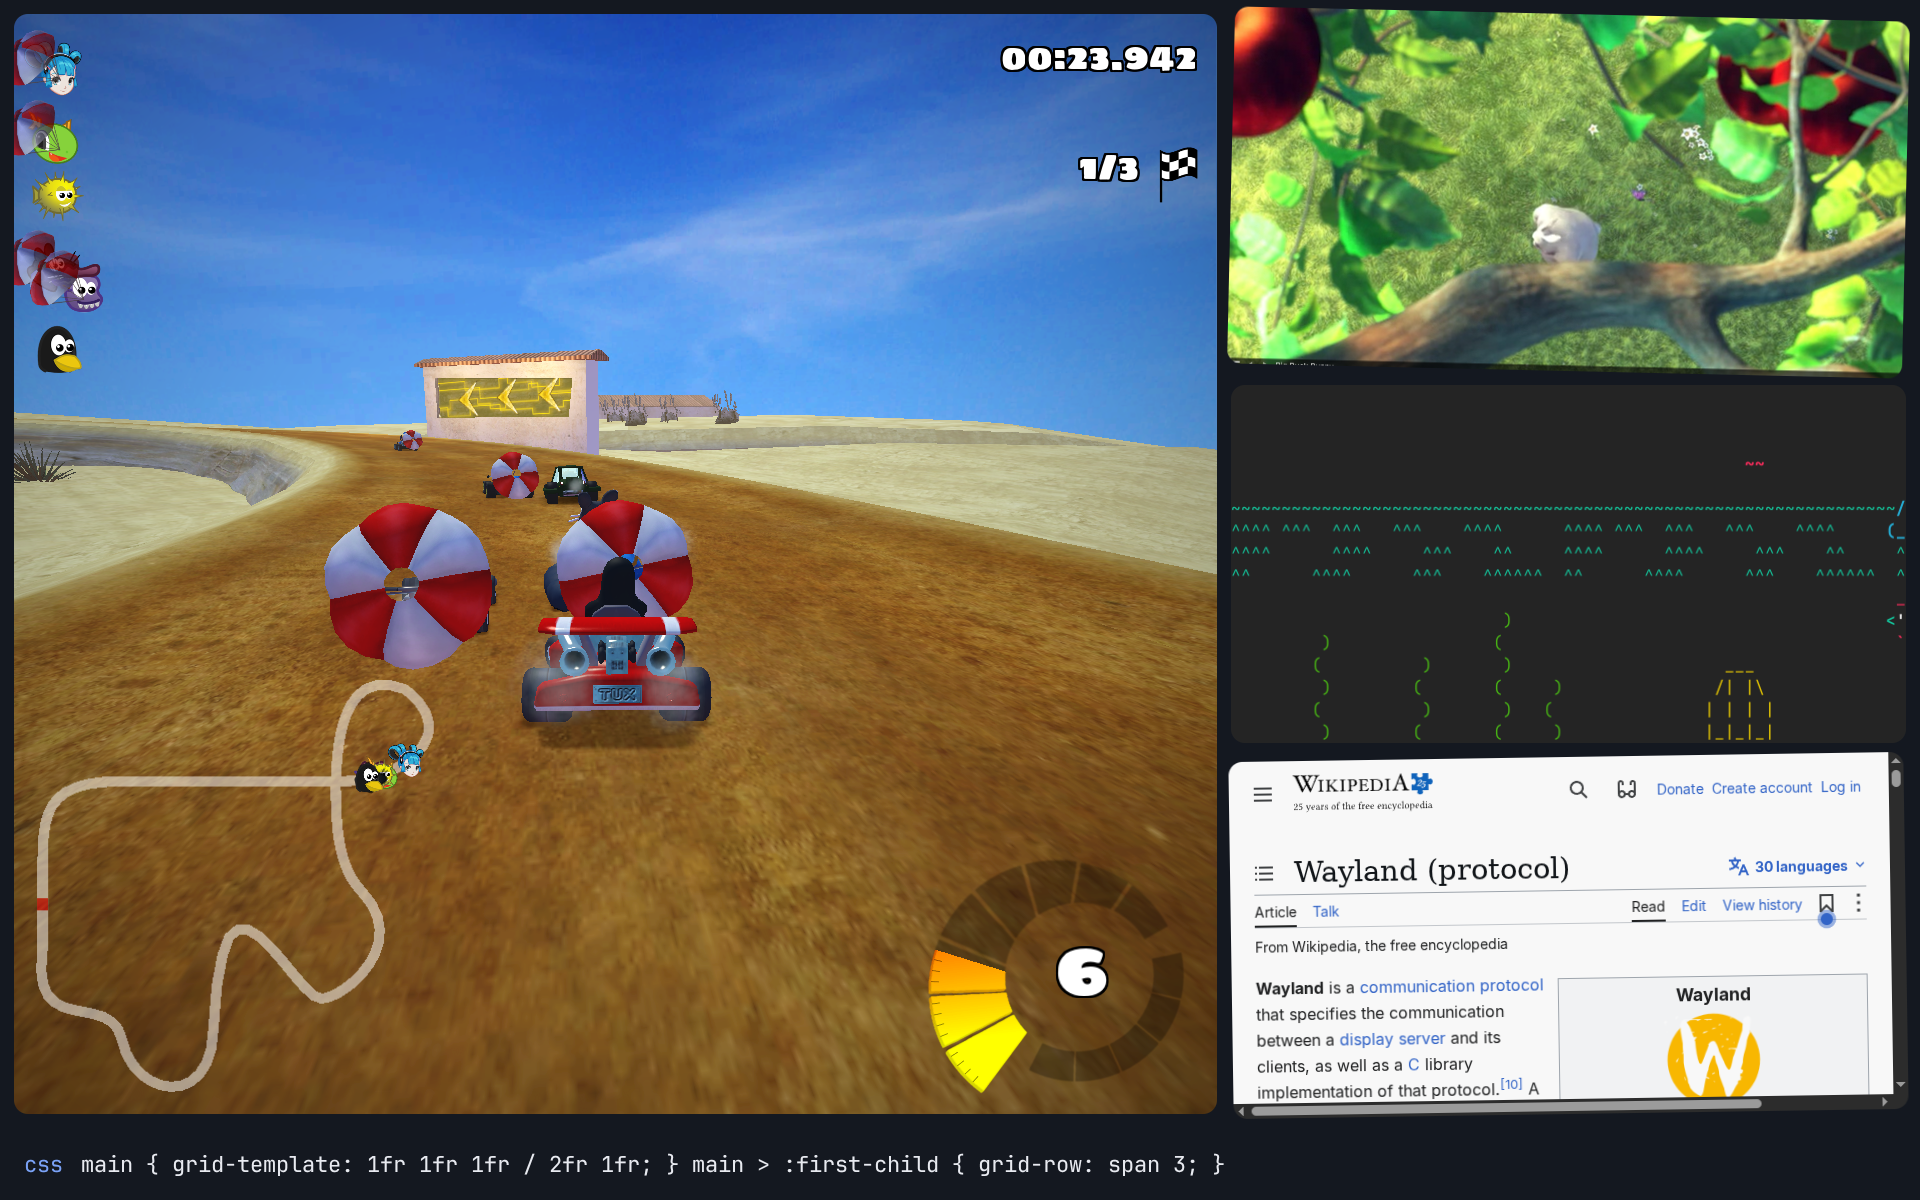 00:23.942
1/3
TUX
6
WIKIPEDIA 25
25 years of the free encyclopedia
Donate Create account Log in
Wayland (protocol)
30 languages
Article Talk Read Edit View history
From Wikipedia, the free encyclopedia
Wayland is a communication protocol
that specifies the communication
between a display server and its
clients, as well as a C library
implementation of that protocol.[10] A
Wayland
W
css main { grid-template: 1fr 1fr 1fr / 2fr 1fr; } main > :first-child { grid-row: span 3; }